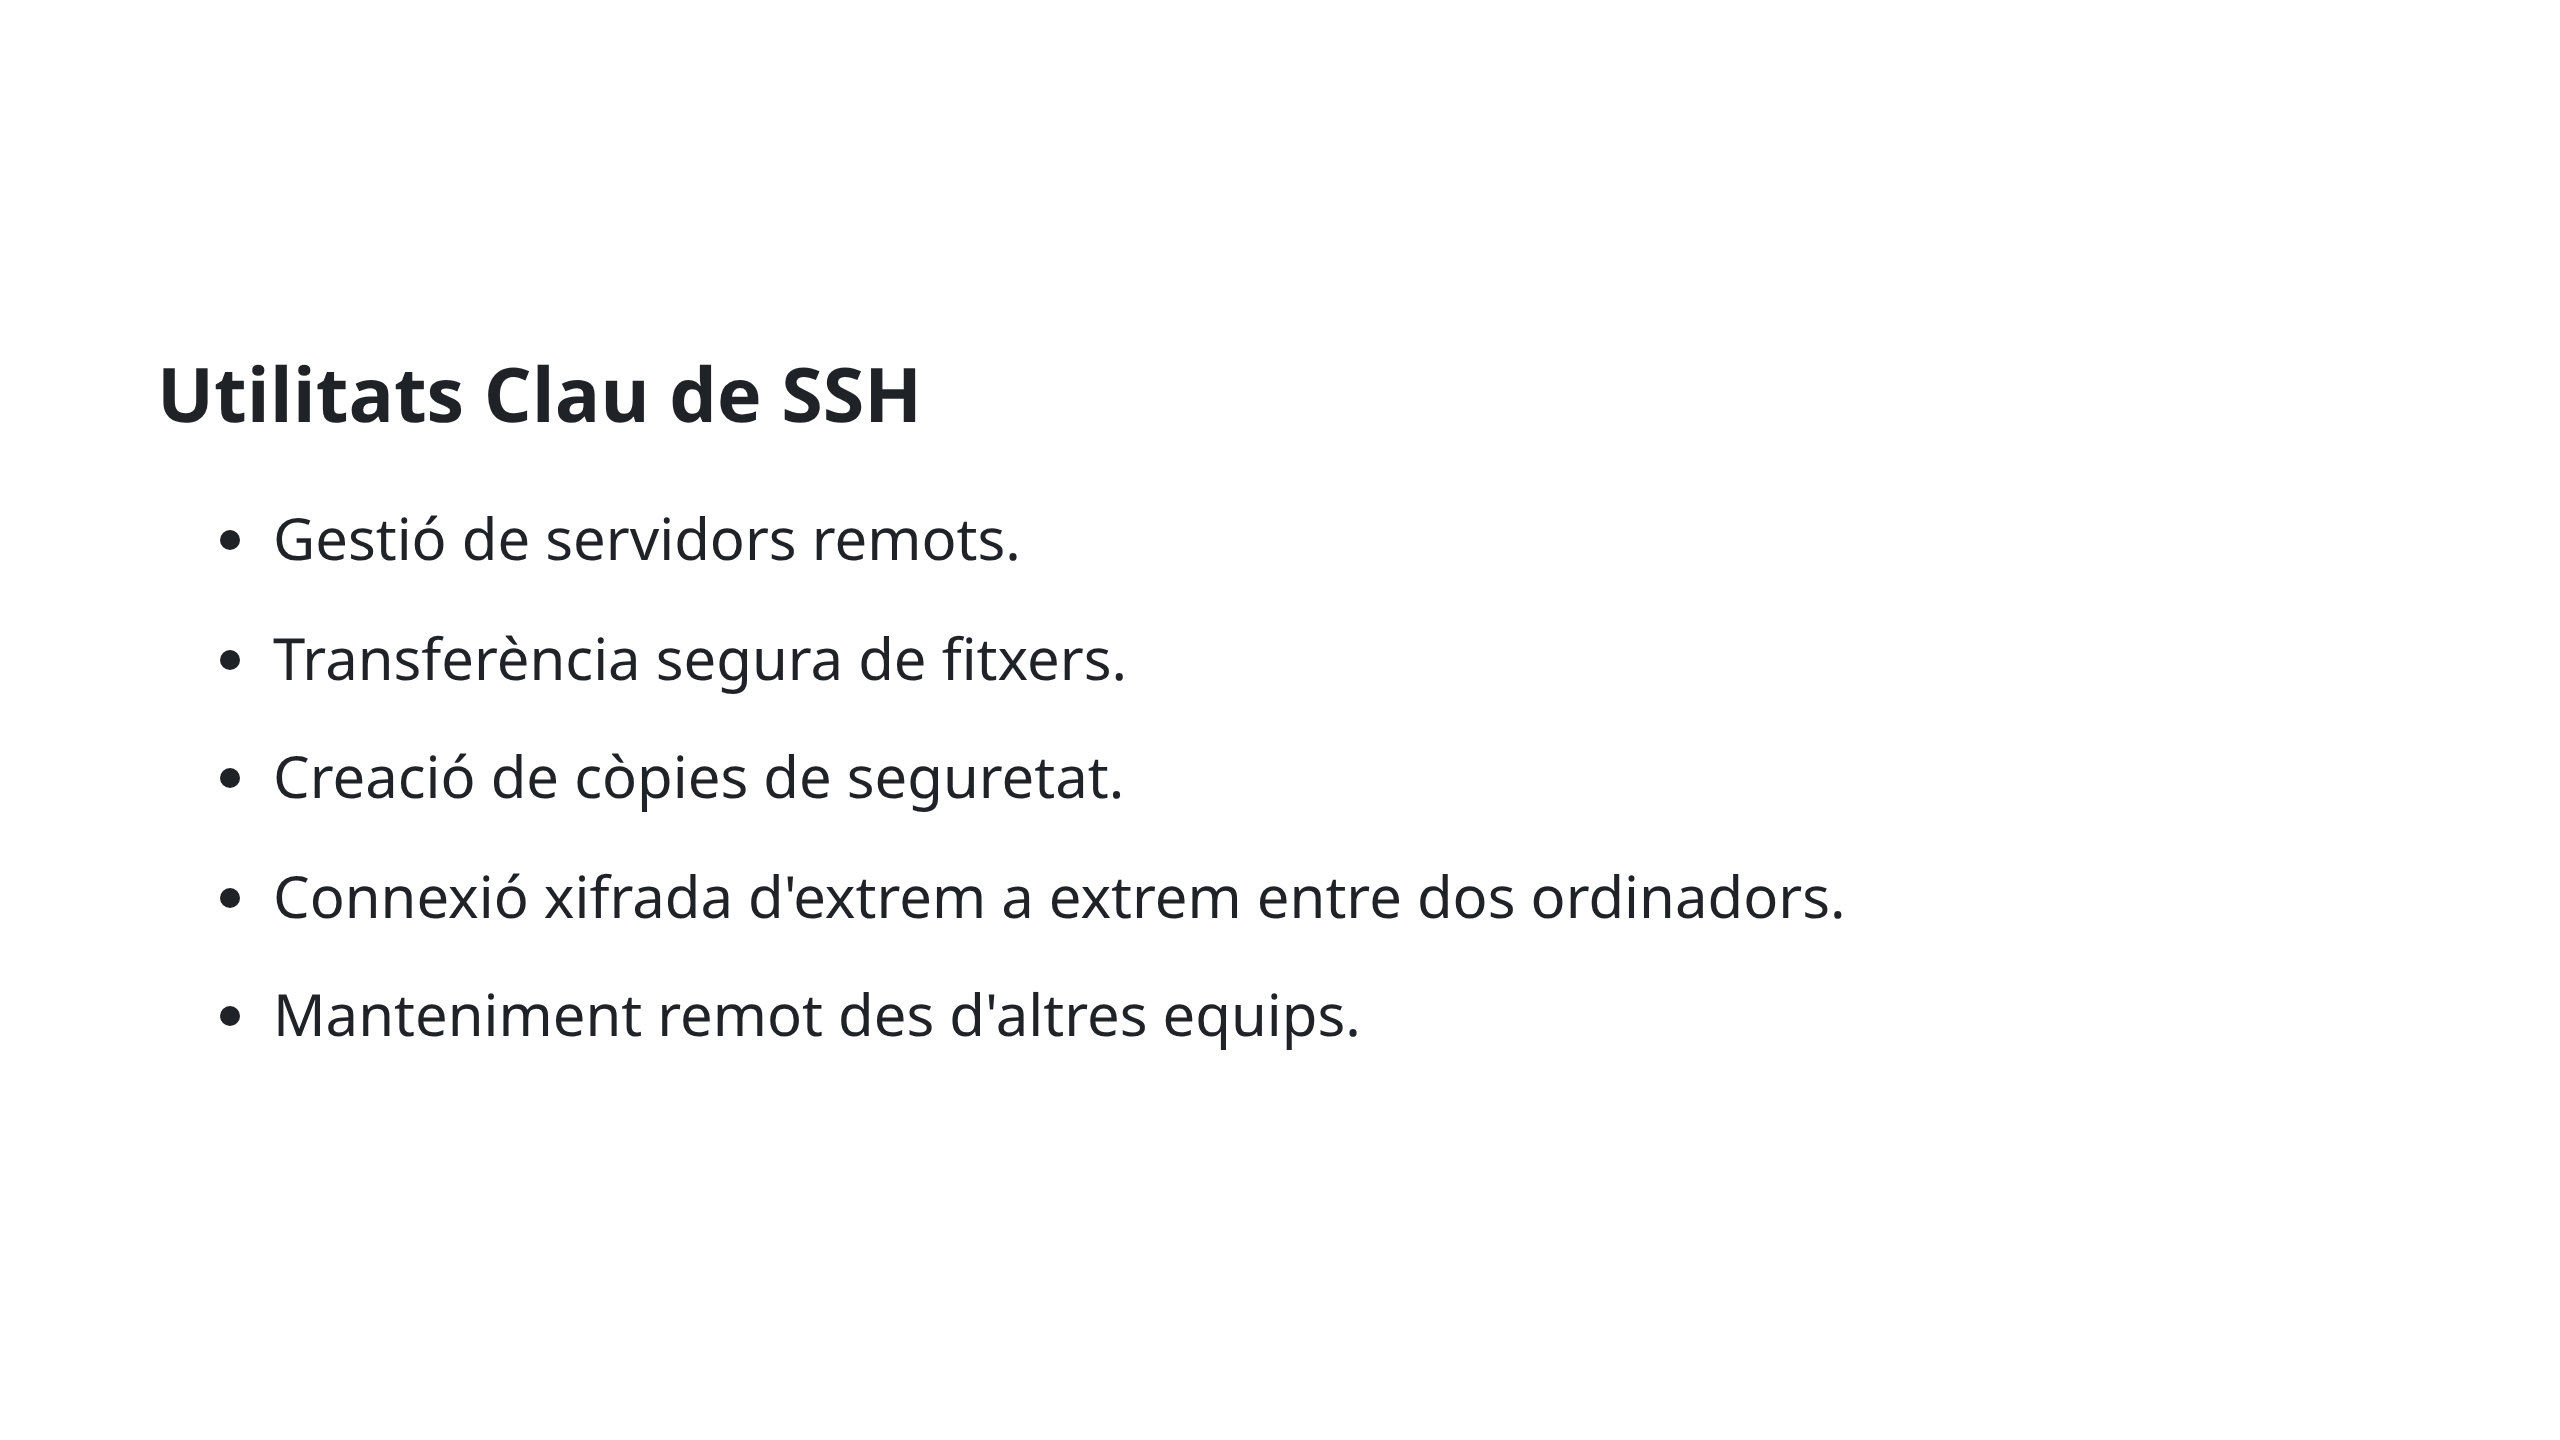 Utilitats Clau de SSH
Gestió de servidors remots.
Transferència segura de fitxers.
Creació de còpies de seguretat.
Connexió xifrada d'extrem a extrem entre dos ordinadors.
Manteniment remot des d'altres equips.